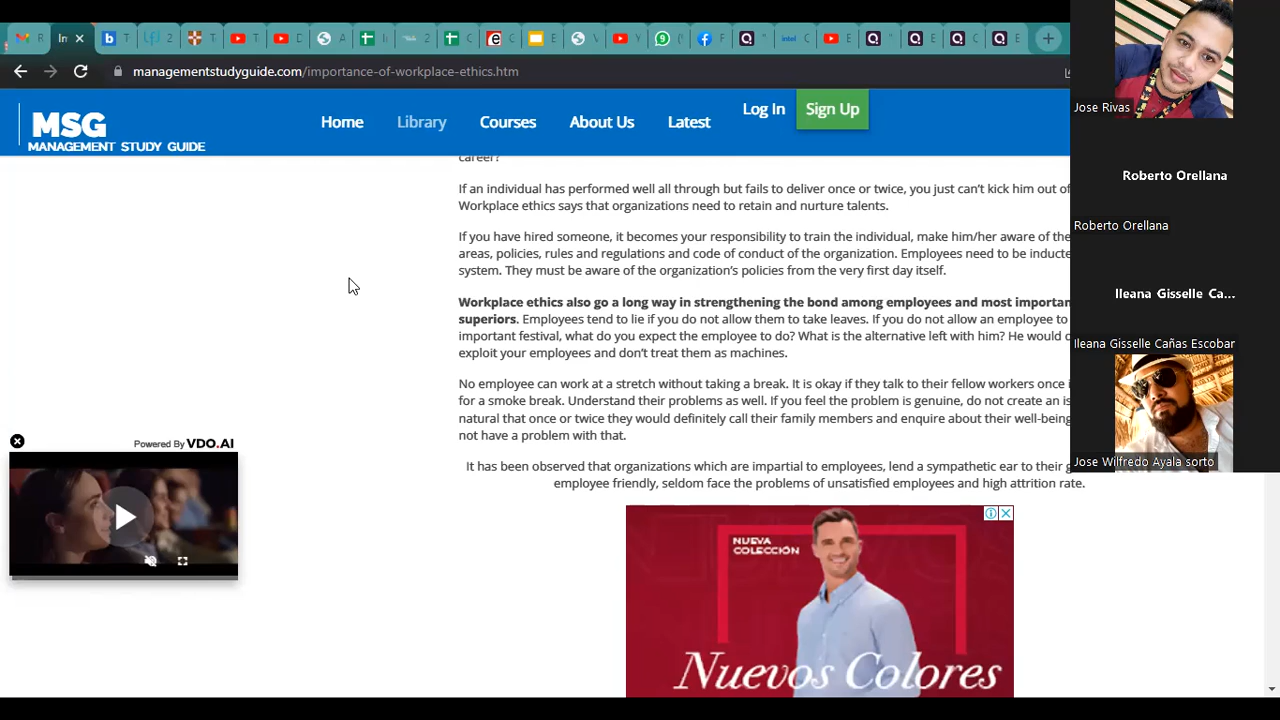 managementstudyguide.com/importance-of-workplace-ethics.htm
MSG
MANAGEMENT STUDY GUIDE
Home
Library
Courses
About Us
Latest
Log In
Sign Up
career?
If an individual has performed well all through but fails to deliver once or twice, you just can't kick him out of
Workplace ethics says that organizations need to retain and nurture talents.
If you have hired someone, it becomes your responsibility to train the individual, make him/her aware of the
areas, policies, rules and regulations and code of conduct of the organization. Employees need to be inducte
system. They must be aware of the organization's policies from the very first day itself.
Workplace ethics also go a long way in strengthening the bond among employees and most importan
superiors. Employees tend to lie if you do not allow them to take leaves. If you do not allow an employee to
important festival, what do you expect the employee to do? What is the alternative left with him? He would
exploit your employees and don't treat them as machines.
No employee can work at a stretch without taking a break. It is okay if they talk to their fellow workers once i
for a smoke break. Understand their problems as well. If you feel the problem is genuine, do not create an is
natural that once or twice they would definitely call their family members and enquire about their well-being
not have a problem with that.
It has been observed that organizations which are impartial to employees, lend a sympathetic ear to their g
employee friendly, seldom face the problems of unsatisfied employees and high attrition rate.
Powered By VDO.AI
NUEVA
COLECCIÓN
Nuevos Colores
Jose Rivas
Roberto Orellana
Roberto Orellana
Ileana Gisselle Ca...
Ileana Gisselle Cañas Escobar
Jose Wilfredo Ayala sorto